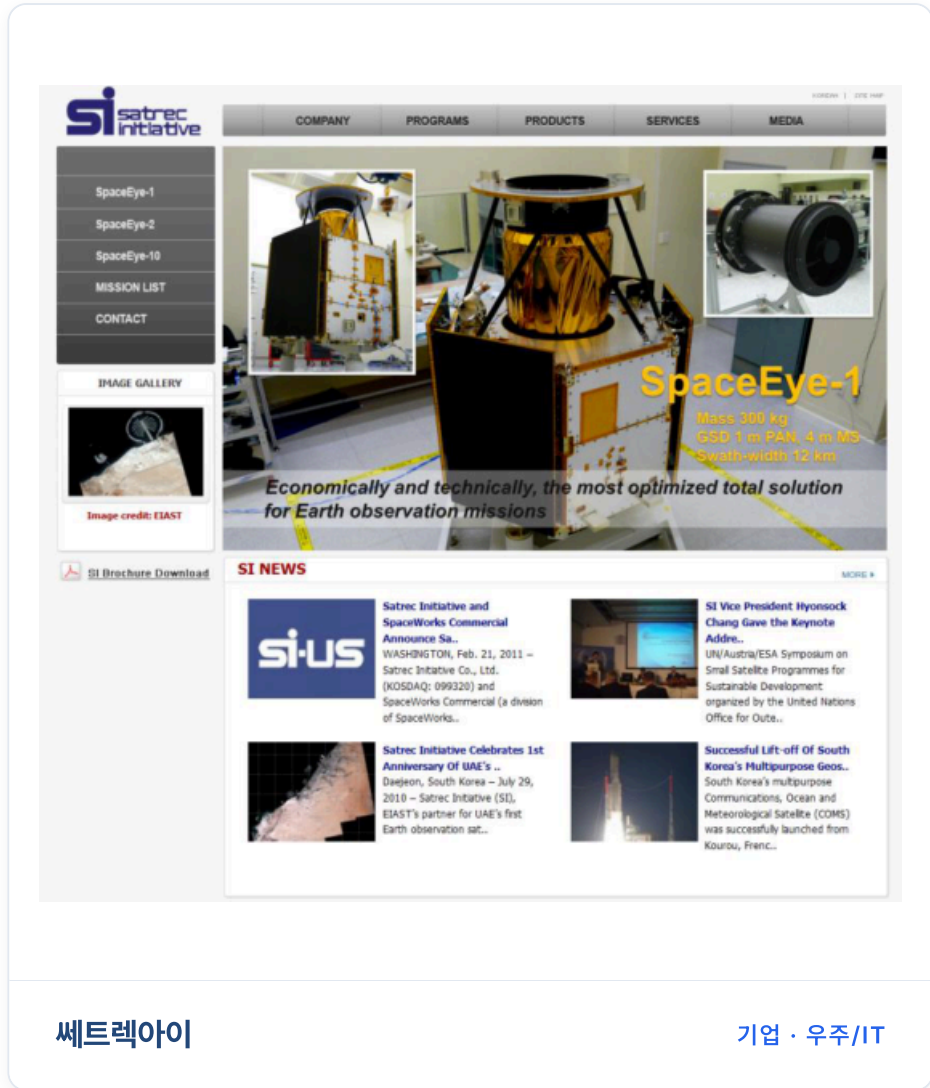 KOREAN | SITE MAP
si satrec
initiative
COMPANY PROGRAMS PRODUCTS SERVICES MEDIA
SpaceEye-1
SpaceEye-2
SpaceEye-10
MISSION LIST
CONTACT
IMAGE GALLERY
Image credit: EIAST
SI Brochure Download
SpaceEye-1
Mass 300 kg
GSD 1 m PAN, 4 m MS
Swath-width 12 km
Economically and technically, the most optimized total solution
for Earth observation missions
SI NEWS
MORE
si-us
Satrec Initiative and
SpaceWorks Commercial
Announce Sa..
WASHINGTON, Feb. 21, 2011 –
Satrec Initiative Co., Ltd.
(KOSDAQ: 099320) and
SpaceWorks Commercial (a division
of SpaceWorks..
SI Vice President Hyonsock
Chang Gave the Keynote
Addre..
UN/Austria/ESA Symposium on
Small Satellite Programmes for
Sustainable Development
organized by the United Nations
Office for Oute..
Satrec Initiative Celebrates 1st
Anniversary Of UAE's ..
Daejeon, South Korea – July 29,
2010 – Satrec Initiative (SI),
EIAST's partner for UAE's first
Earth observation sat..
Successful Lift-off Of South
Korea's Multipurpose Geos..
South Korea's multipurpose
Communications, Ocean and
Meteorological Satellite (COMS)
was successfully launched from
Kourou, Frenc..
쎄트렉아이
기업 · 우주/IT